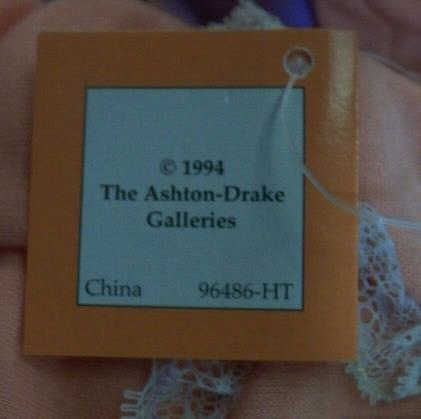 © 1994
The Ashton-Drake
Galleries
China 96486-HT